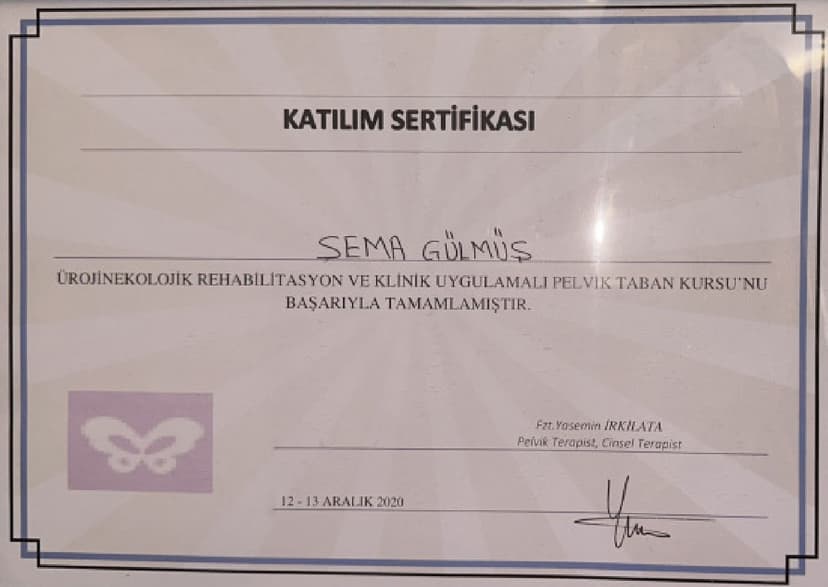 KATILIM SERTİFİKASI
SEMA GÜLMÜŞ
ÜROJİNEKOLOJİK REHABİLİTASYON VE KLİNİK UYGULAMALI PELVİK TABAN KURSU'NU
BAŞARIYLA TAMAMLAMIŞTIR.
Fzt.Yasemin İRKILATA
Pelvik Terapist, Cinsel Terapist
12 - 13 ARALIK 2020